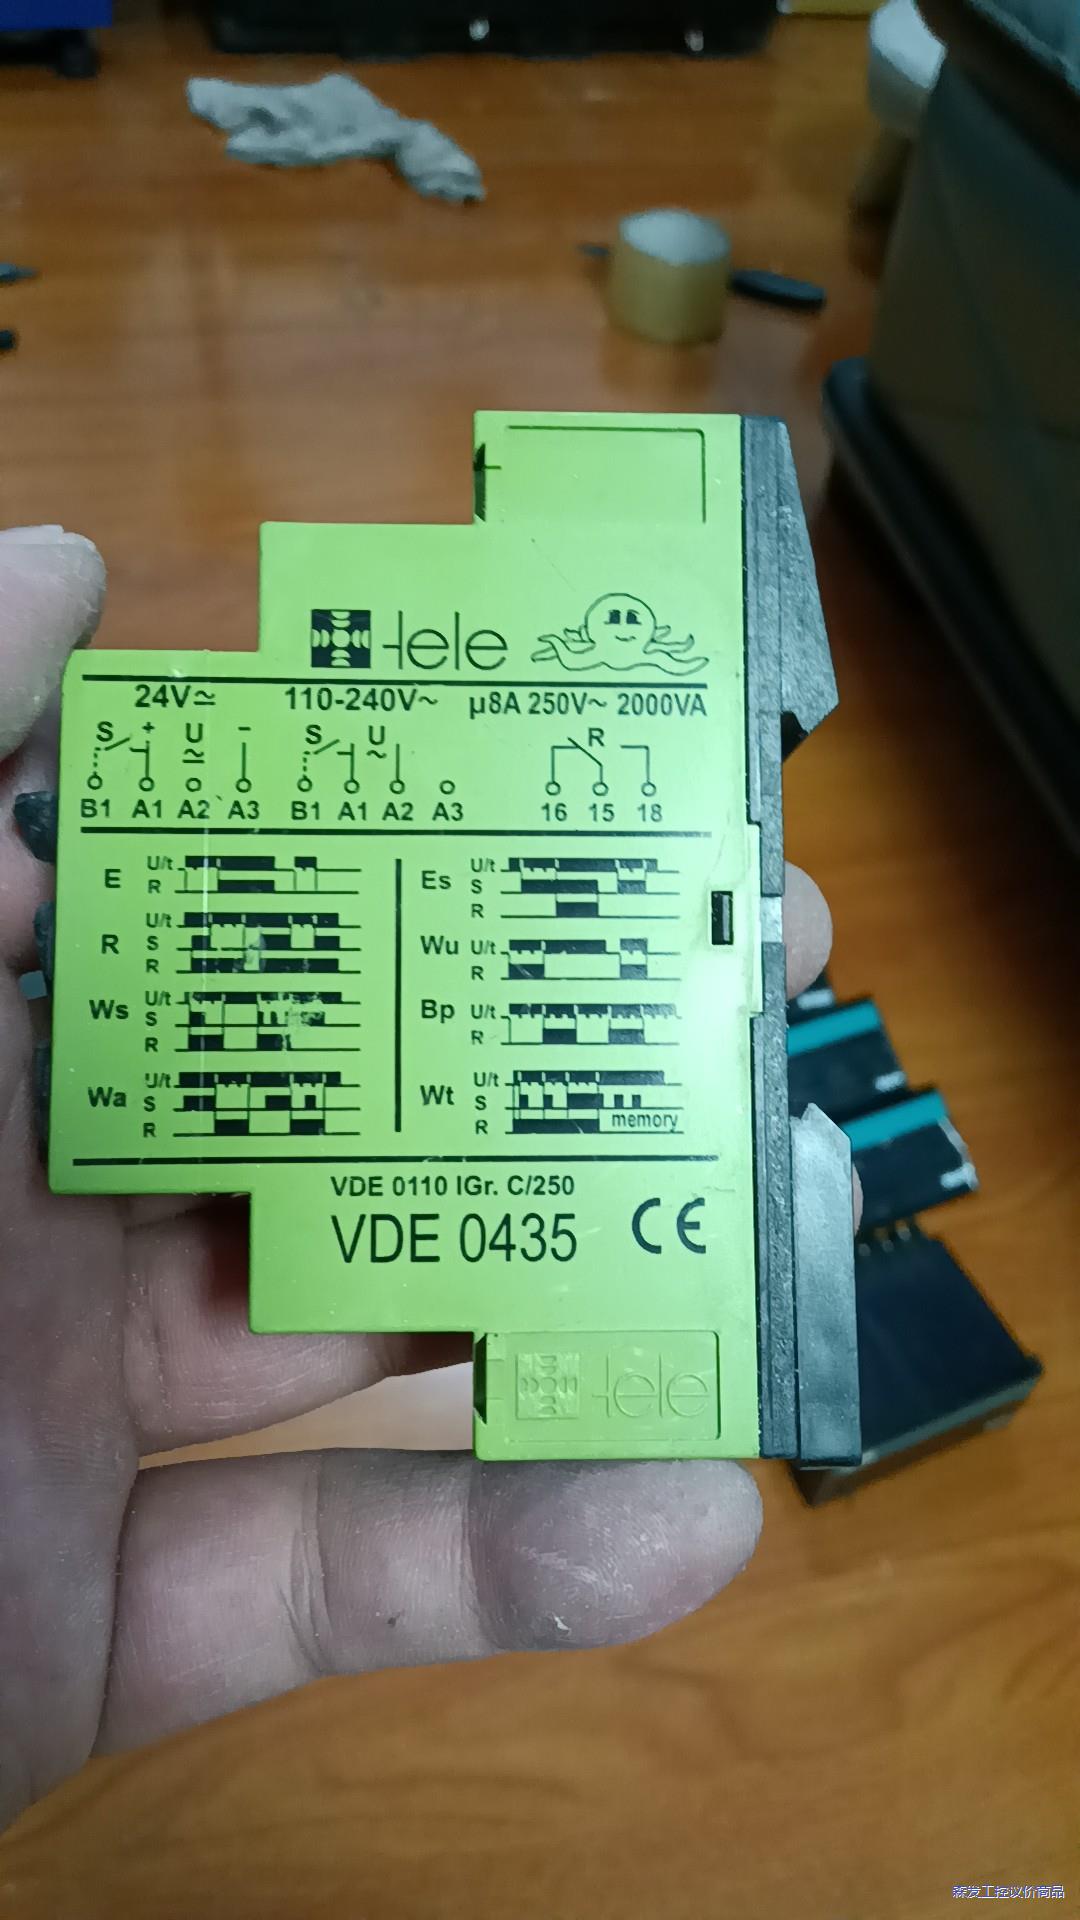 tele
24V≃ 110-240V~ µ8A 250V~ 2000VA
S + U − S U R
≃ ~
B1 A1 A2 A3 B1 A1 A2 A3 16 15 18
E U/t Es U/t
R S
R
R U/t Wu U/t
S R
R
Ws U/t Bp U/t
S R
R
Wa U/t Wt U/t
S S
R R memory
VDE 0110 IGr. C/250
VDE 0435 CE
tele
森发工控议价商品